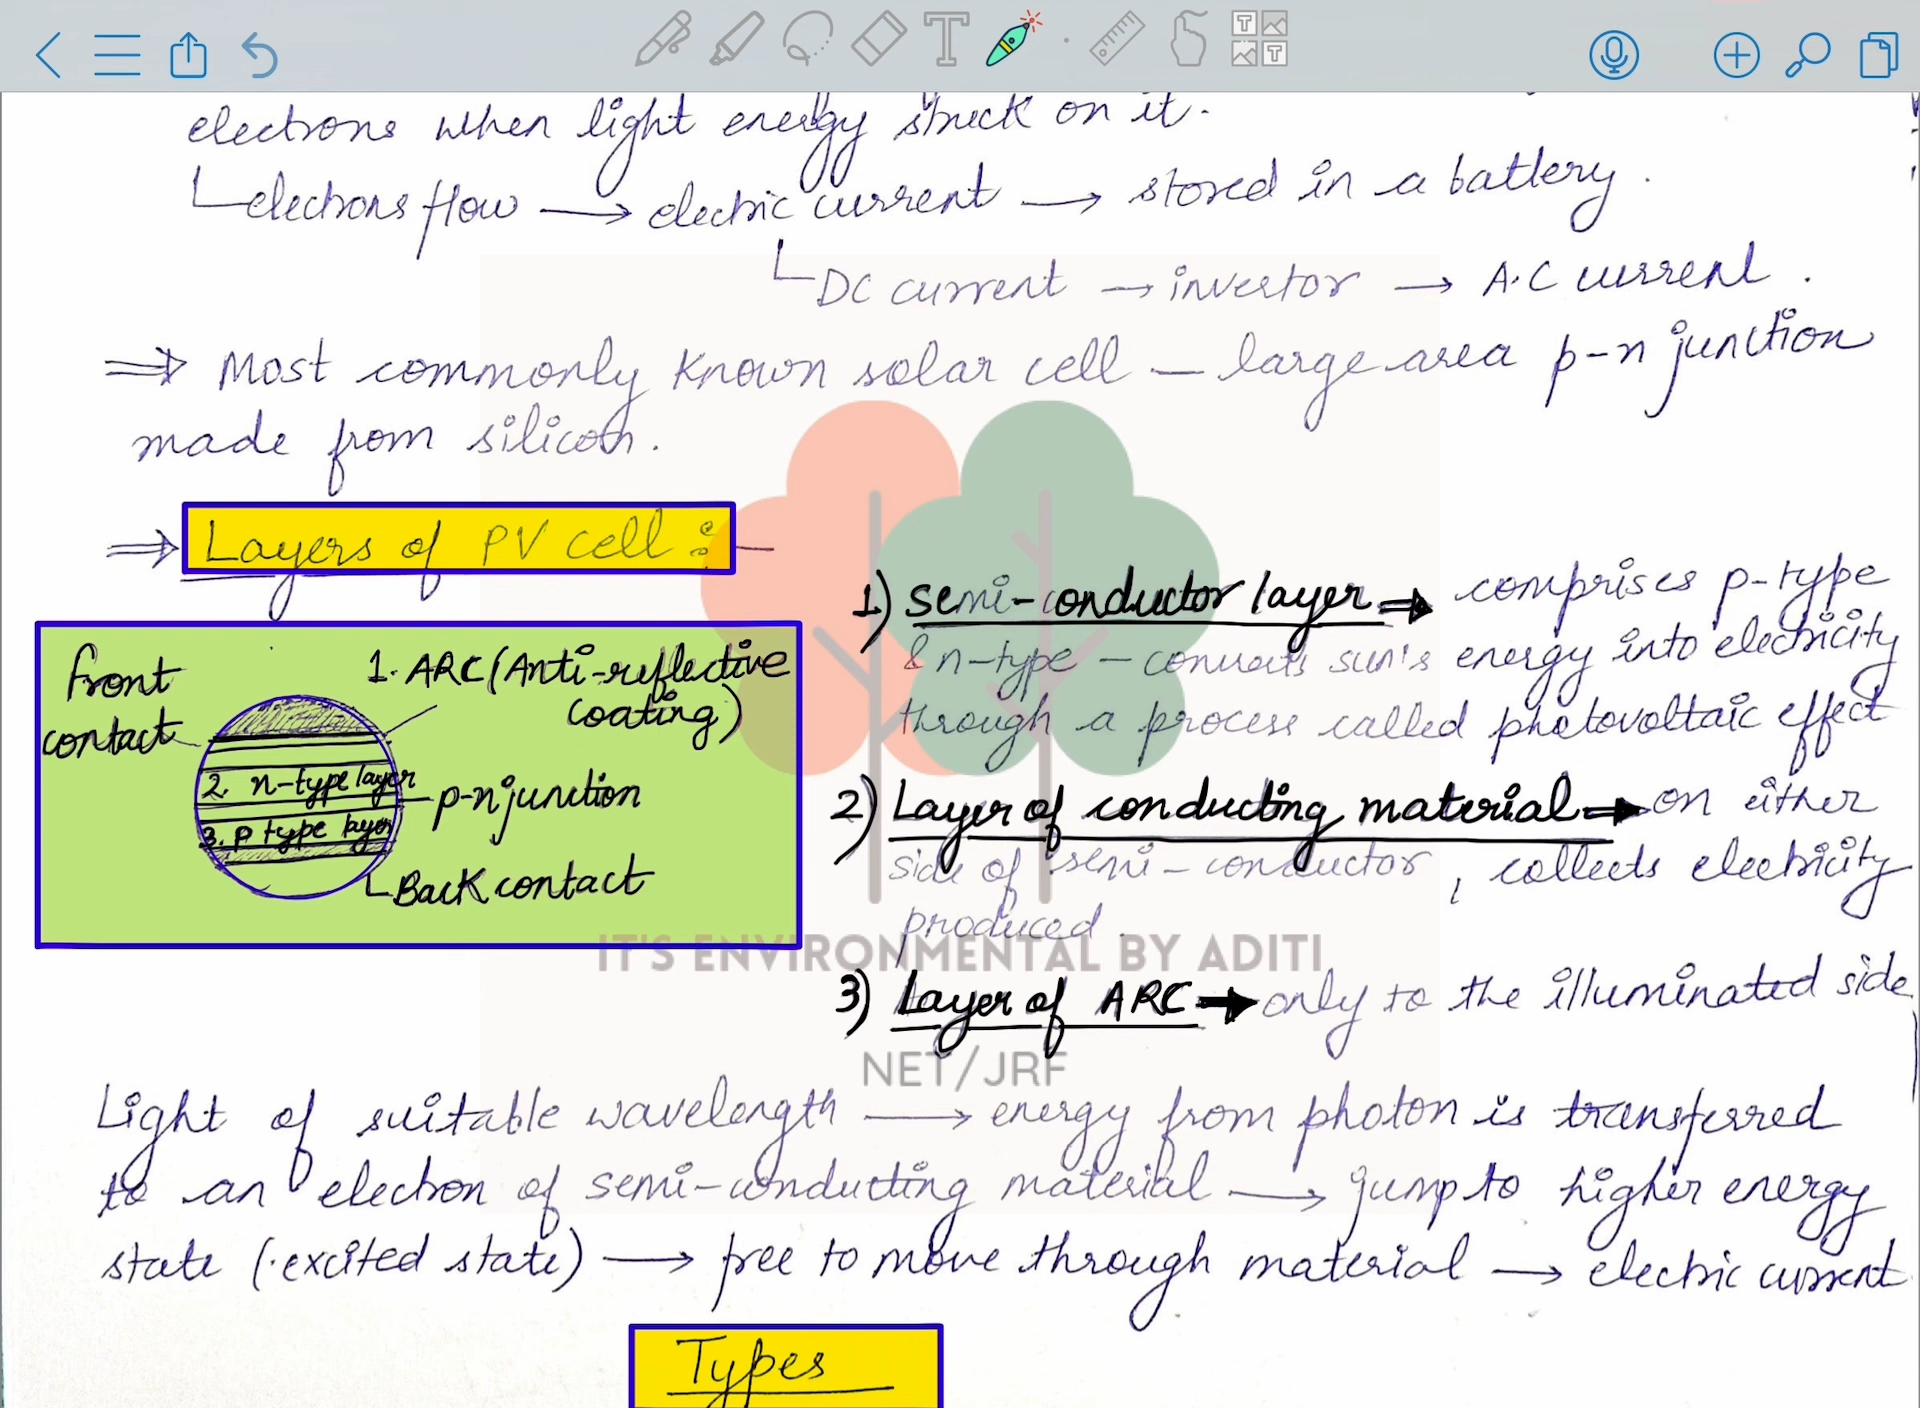 electrons when light energy struck on it.
electrons flow → electric current → stored in a battery.
DC current → invertor → A.C current.
⇒ Most commonly known solar cell – large area p-n junction
made from silicon.
⇒ Layers of PV cell :-
front
contact
1. ARC (Anti-reflective
coating)
2. n-type layer
p-n junction
3. p type layer
Back contact
1) semi-conductor layer ⇒ comprises p-type
& n-type – converts sun's energy into electricity
through a process called photovoltaic effect
2) Layer of conducting material ⇒ on either
side of semi-conductor, collects electricity
produced.
IT'S ENVIRONMENTAL BY ADITI
3) Layer of ARC → only to the illuminated side
NET/JRF
Light of suitable wavelength → energy from photon is transferred
to an electron of semi-conducting material → jump to higher energy
state (excited state) → free to move through material → electric current
Types